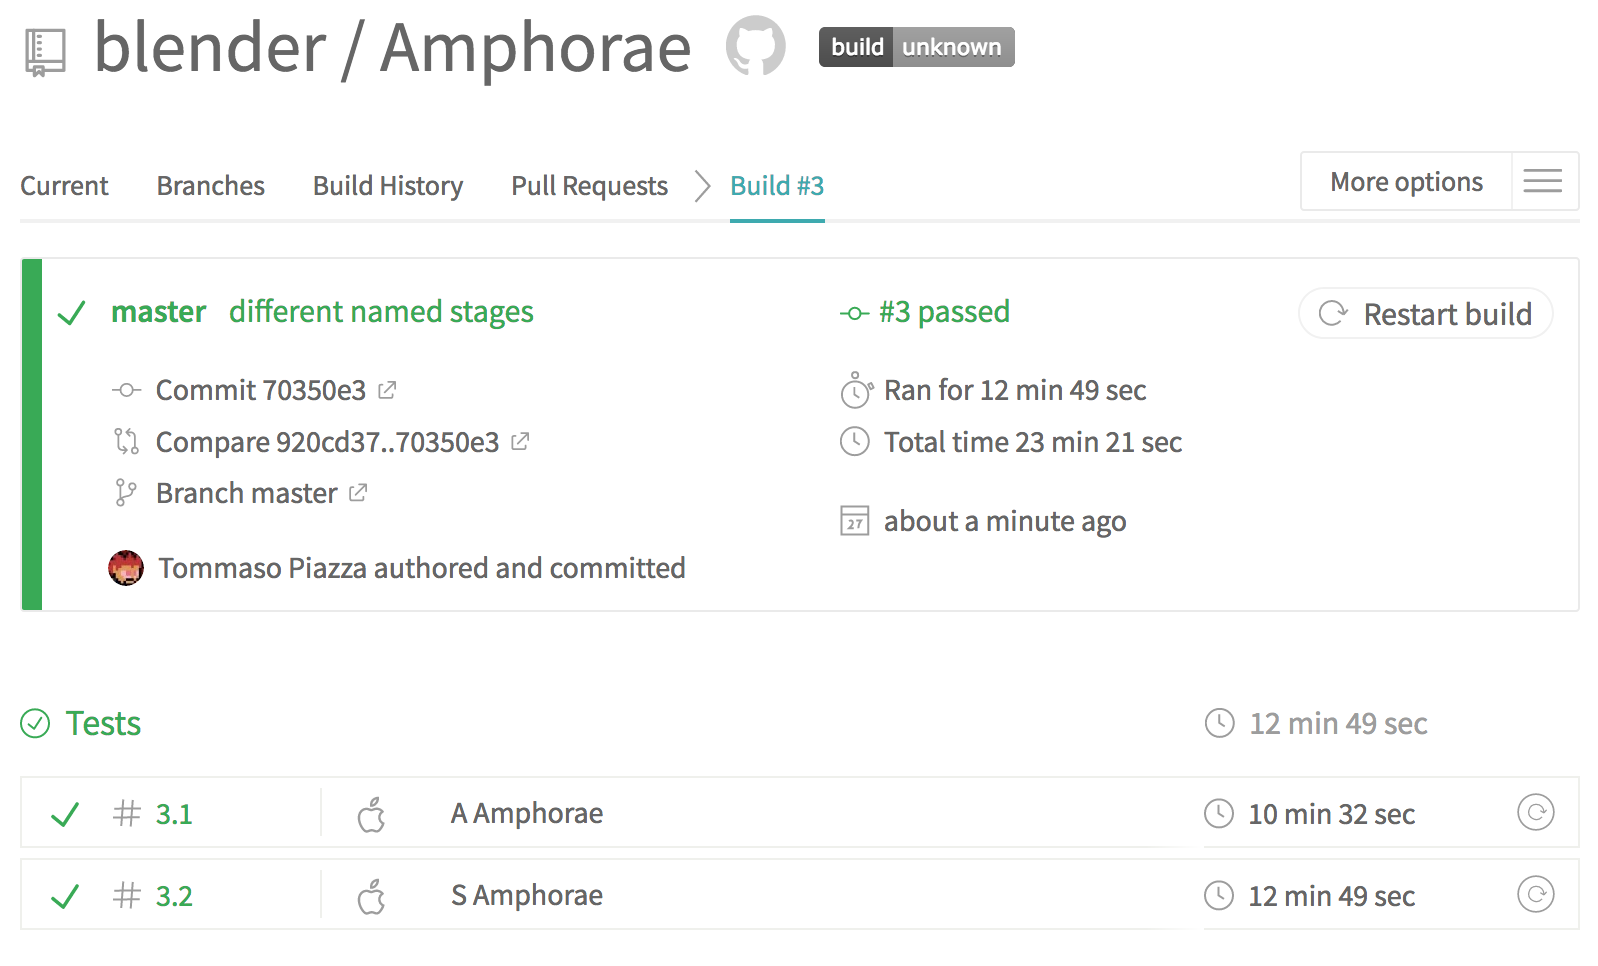 blender / Amphorae
build unknown
Current Branches Build History Pull Requests Build #3
More options
master different named stages
#3 passed
Restart build
Commit 70350e3
Ran for 12 min 49 sec
Compare 920cd37..70350e3
Total time 23 min 21 sec
Branch master
27 about a minute ago
Tommaso Piazza authored and committed
Tests
12 min 49 sec
# 3.1 A Amphorae 10 min 32 sec
# 3.2 S Amphorae 12 min 49 sec